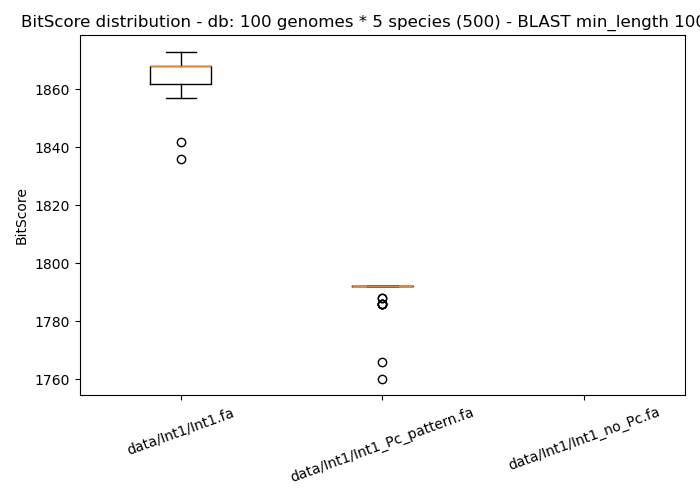 BitScore distribution - db: 100 genomes * 5 species (500) - BLAST min_length 100
1860
1840
1820
1800
1780
1760
BitScore
data/Int1/Int1.fa
data/Int1/Int1_Pc_pattern.fa
data/Int1/Int1_no_Pc.fa